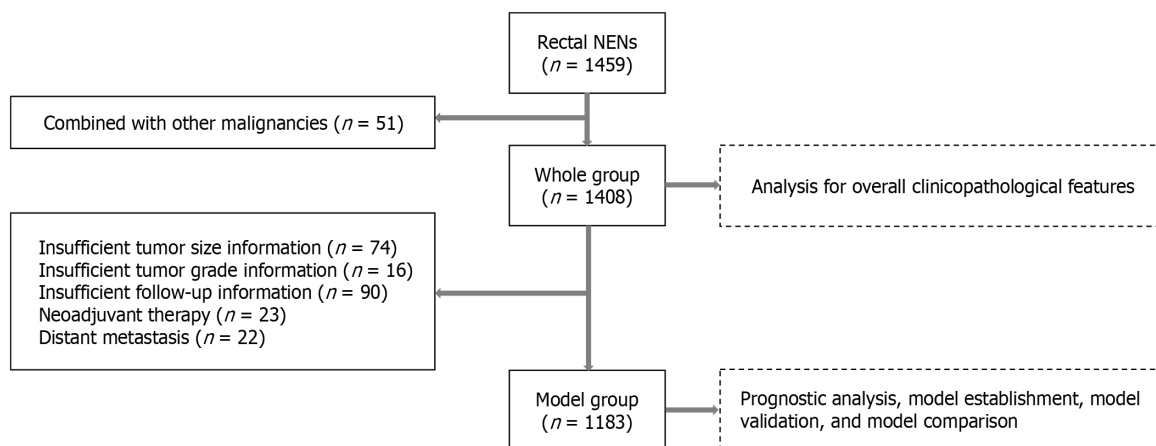 Rectal NENs
(n = 1459)
Combined with other malignancies (n = 51)
Whole group
(n = 1408)
Analysis for overall clinicopathological features
Insufficient tumor size information (n = 74)
Insufficient tumor grade information (n = 16)
Insufficient follow-up information (n = 90)
Neoadjuvant therapy (n = 23)
Distant metastasis (n = 22)
Model group
(n = 1183)
Prognostic analysis, model establishment, model
validation, and model comparison